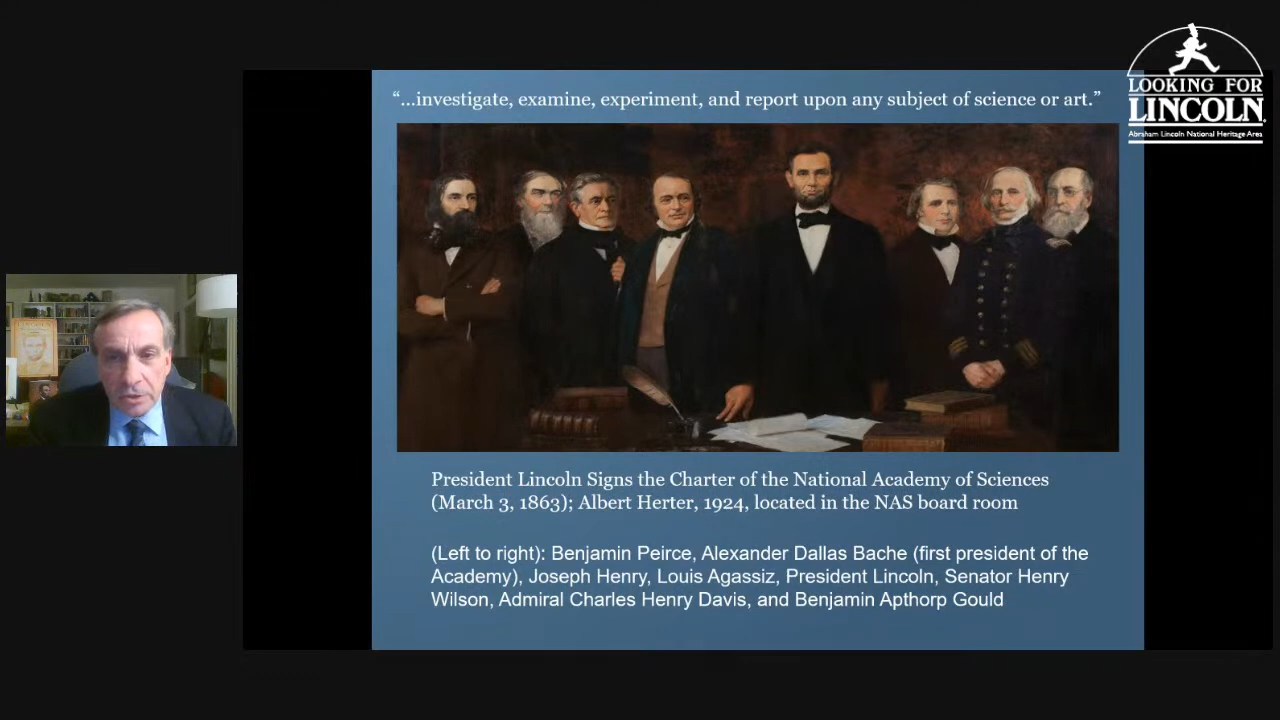 LOOKING FOR
LINCOLN
Abraham Lincoln National Heritage Area
“...investigate, examine, experiment, and report upon any subject of science or art.”
President Lincoln Signs the Charter of the National Academy of Sciences
(March 3, 1863); Albert Herter, 1924, located in the NAS board room
(Left to right): Benjamin Peirce, Alexander Dallas Bache (first president of the
Academy), Joseph Henry, Louis Agassiz, President Lincoln, Senator Henry
Wilson, Admiral Charles Henry Davis, and Benjamin Apthorp Gould